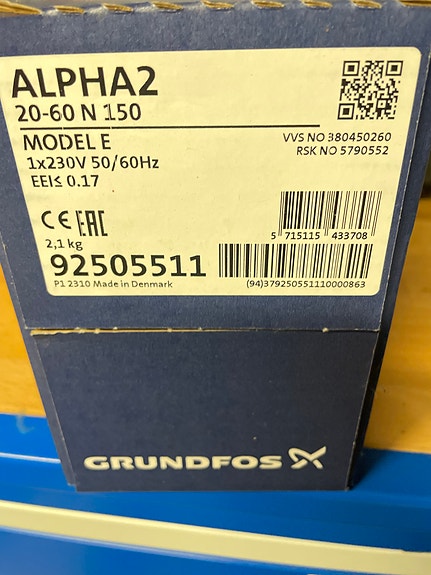 ALPHA2
20-60 N 150
MODEL E
1x230V 50/60Hz
EEI≤ 0.17
VVS NO 380450260
RSK NO 5790552
CE EAC
2,1 kg
92505511
P1 2310 Made in Denmark
5 715115 433708
(94)379250551110000863
GRUNDFOS